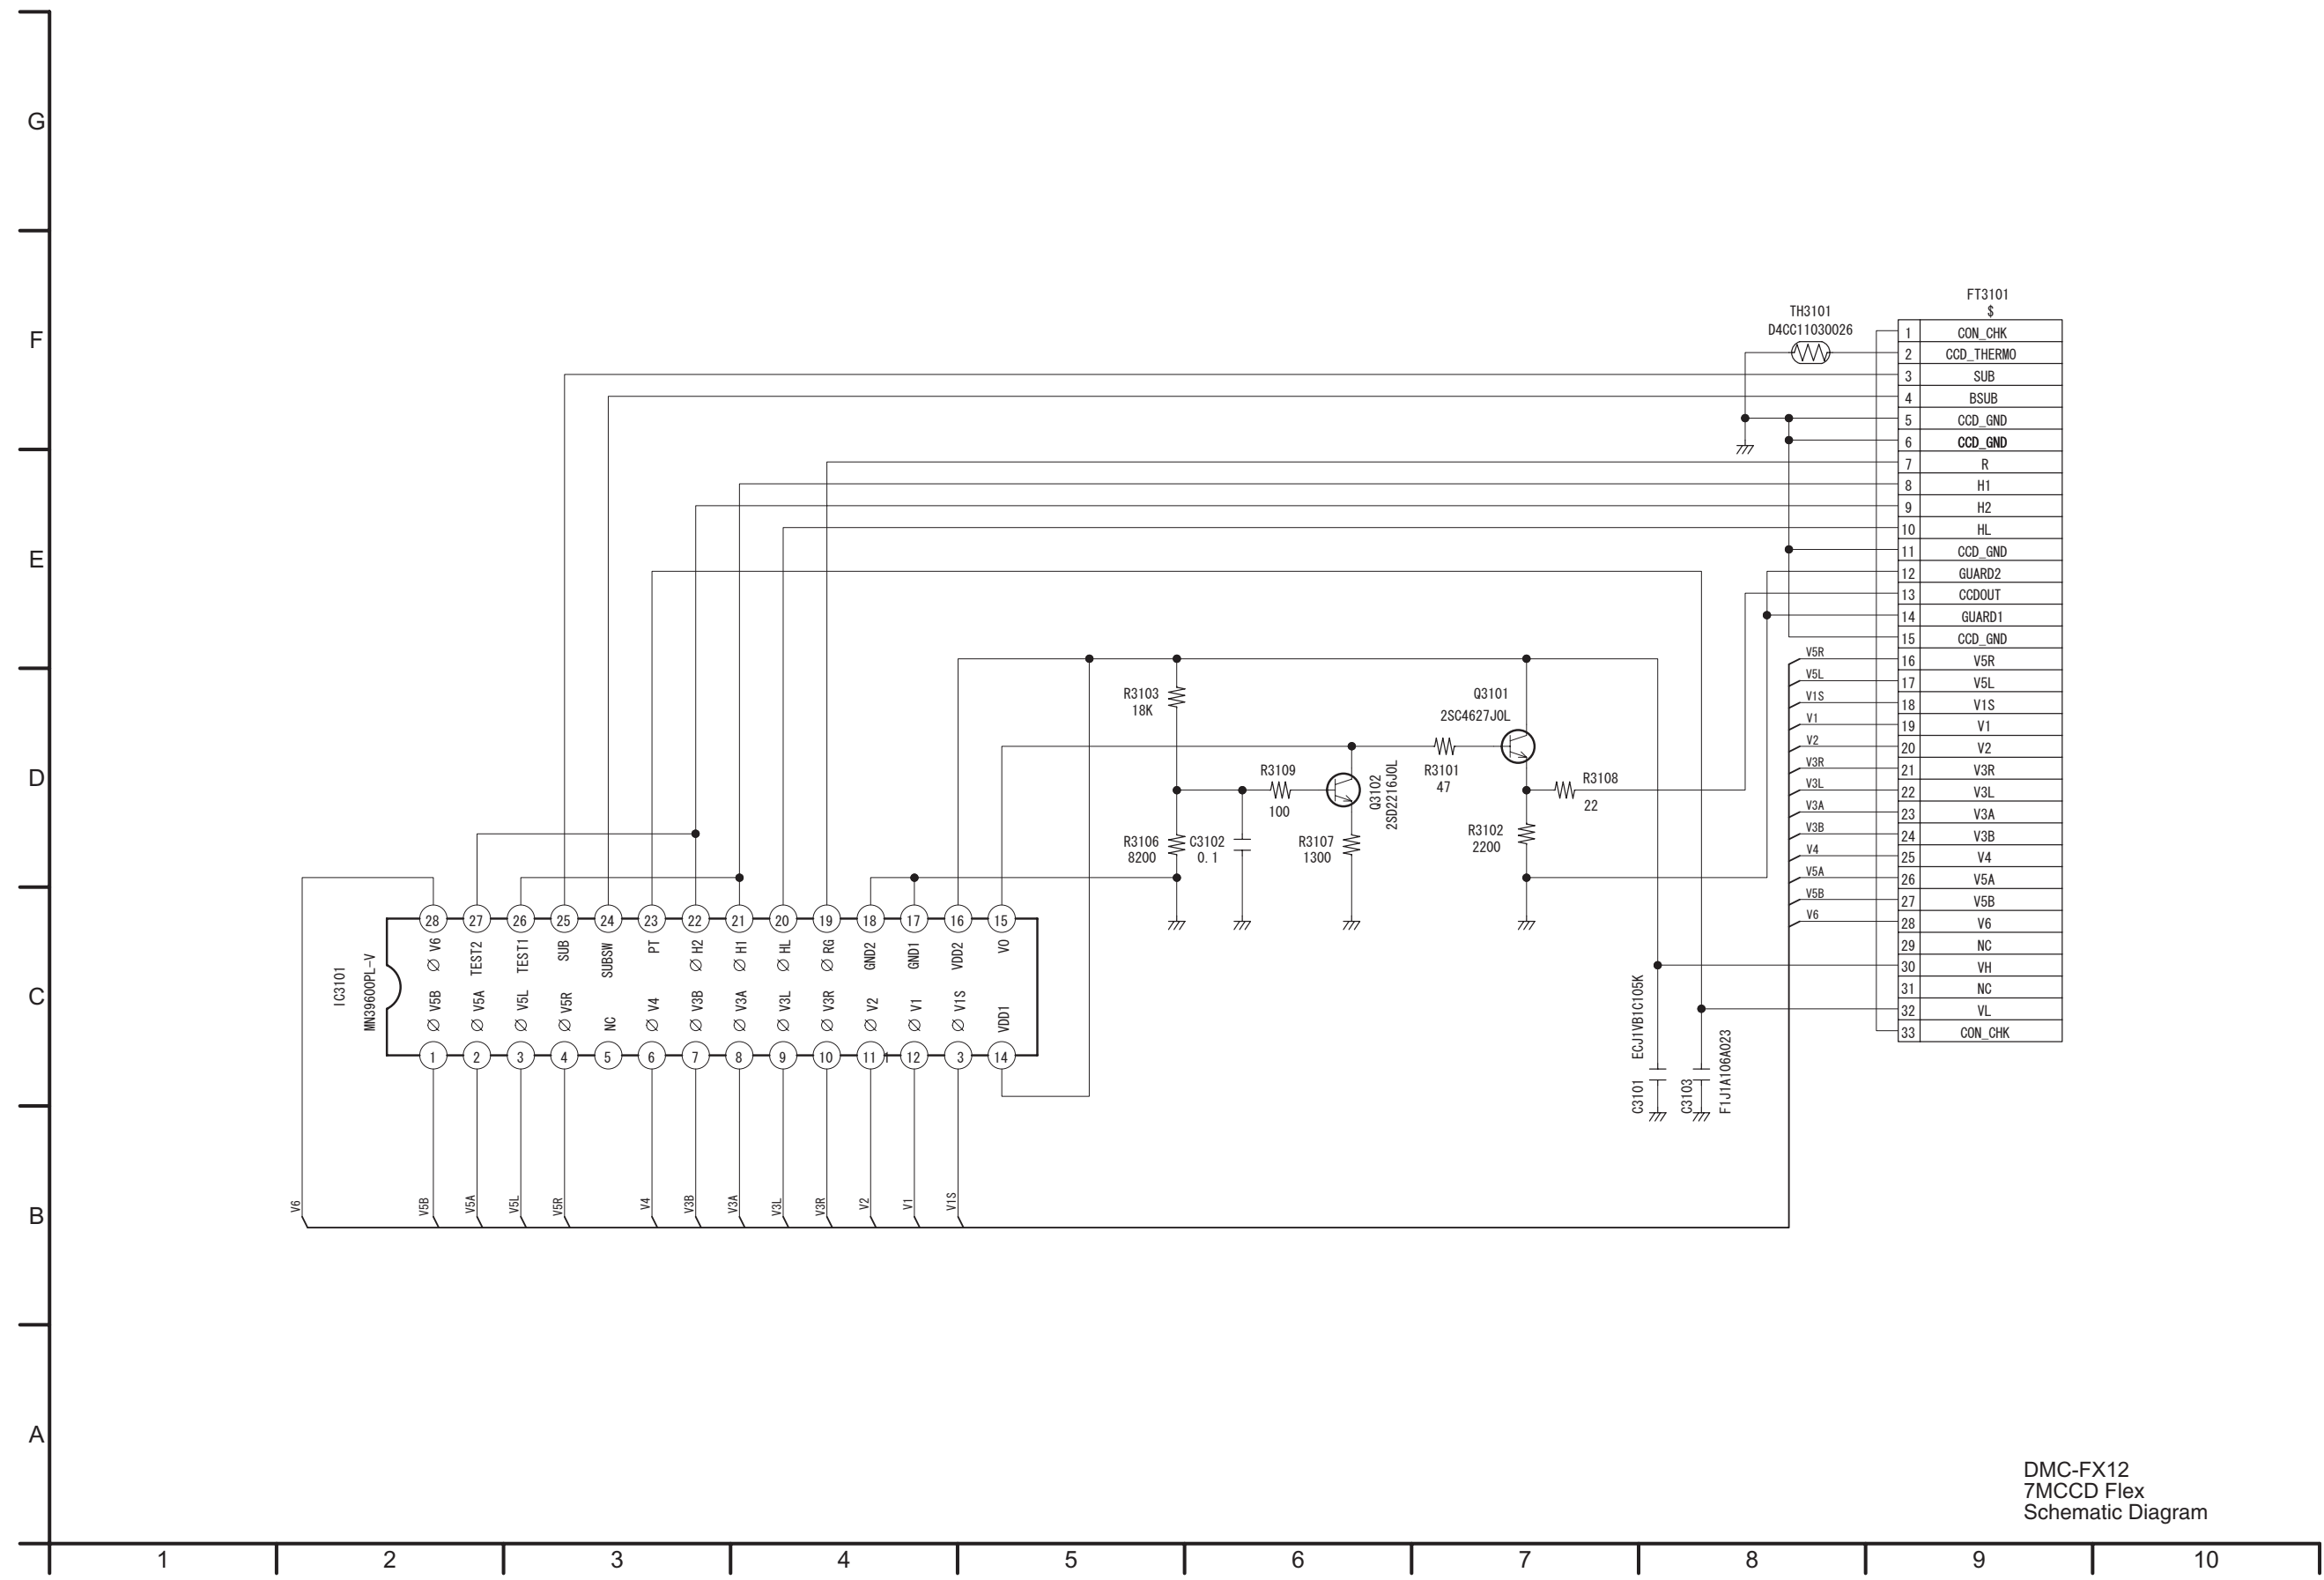 G
F
E
D
C
B
A
FT3101
$
1 CON_CHK
2 CCD_THERMO
3 SUB
4 BSUB
5 CCD_GND
6 CCD_GND
7 R
8 H1
9 H2
10 HL
11 CCD_GND
12 GUARD2
13 CCDOUT
14 GUARD1
15 CCD_GND
16 V5R
17 V5L
18 V1S
19 V1
20 V2
21 V3R
22 V3L
23 V3A
24 V3B
25 V4
26 V5A
27 V5B
28 V6
29 NC
30 VH
31 NC
32 VL
33 CON_CHK
TH3101
D4CC11030026
V5R
V5L
V1S
V1
V2
V3R
V3L
V3A
V3B
V4
V5A
V5B
V6
R3103
18K
Q3101
2SC4627J0L
R3109
100
Q3102
2SD2216J0L
R3101
47
R3108
22
R3106
8200
C3102
0.1
R3107
1300
R3102
2200
IC3101
MN39600PL-V
28 27 26 25 24 23 22 21 20 19 18 17 16 15
Ø V6
TEST2
TEST1
SUB
SUBSW
PT
Ø H2
Ø H1
Ø HL
Ø RG
GND2
GND1
VDD2
VO
Ø V5B
Ø V5A
Ø V5L
Ø V5R
NC
Ø V4
Ø V3B
Ø V3A
Ø V3L
Ø V3R
Ø V2
Ø V1
Ø V1S
VDD1
1 2 3 4 5 6 7 8 9 10 11 1 12 3 14
C3101 ECJ1VB1C105K
C3103
F1J1A106A023
V6
V5B
V5A
V5L
V5R
V4
V3B
V3A
V3L
V3R
V2
V1
V1S
DMC-FX12
7MCCD Flex
Schematic Diagram
1 2 3 4 5 6 7 8 9 10